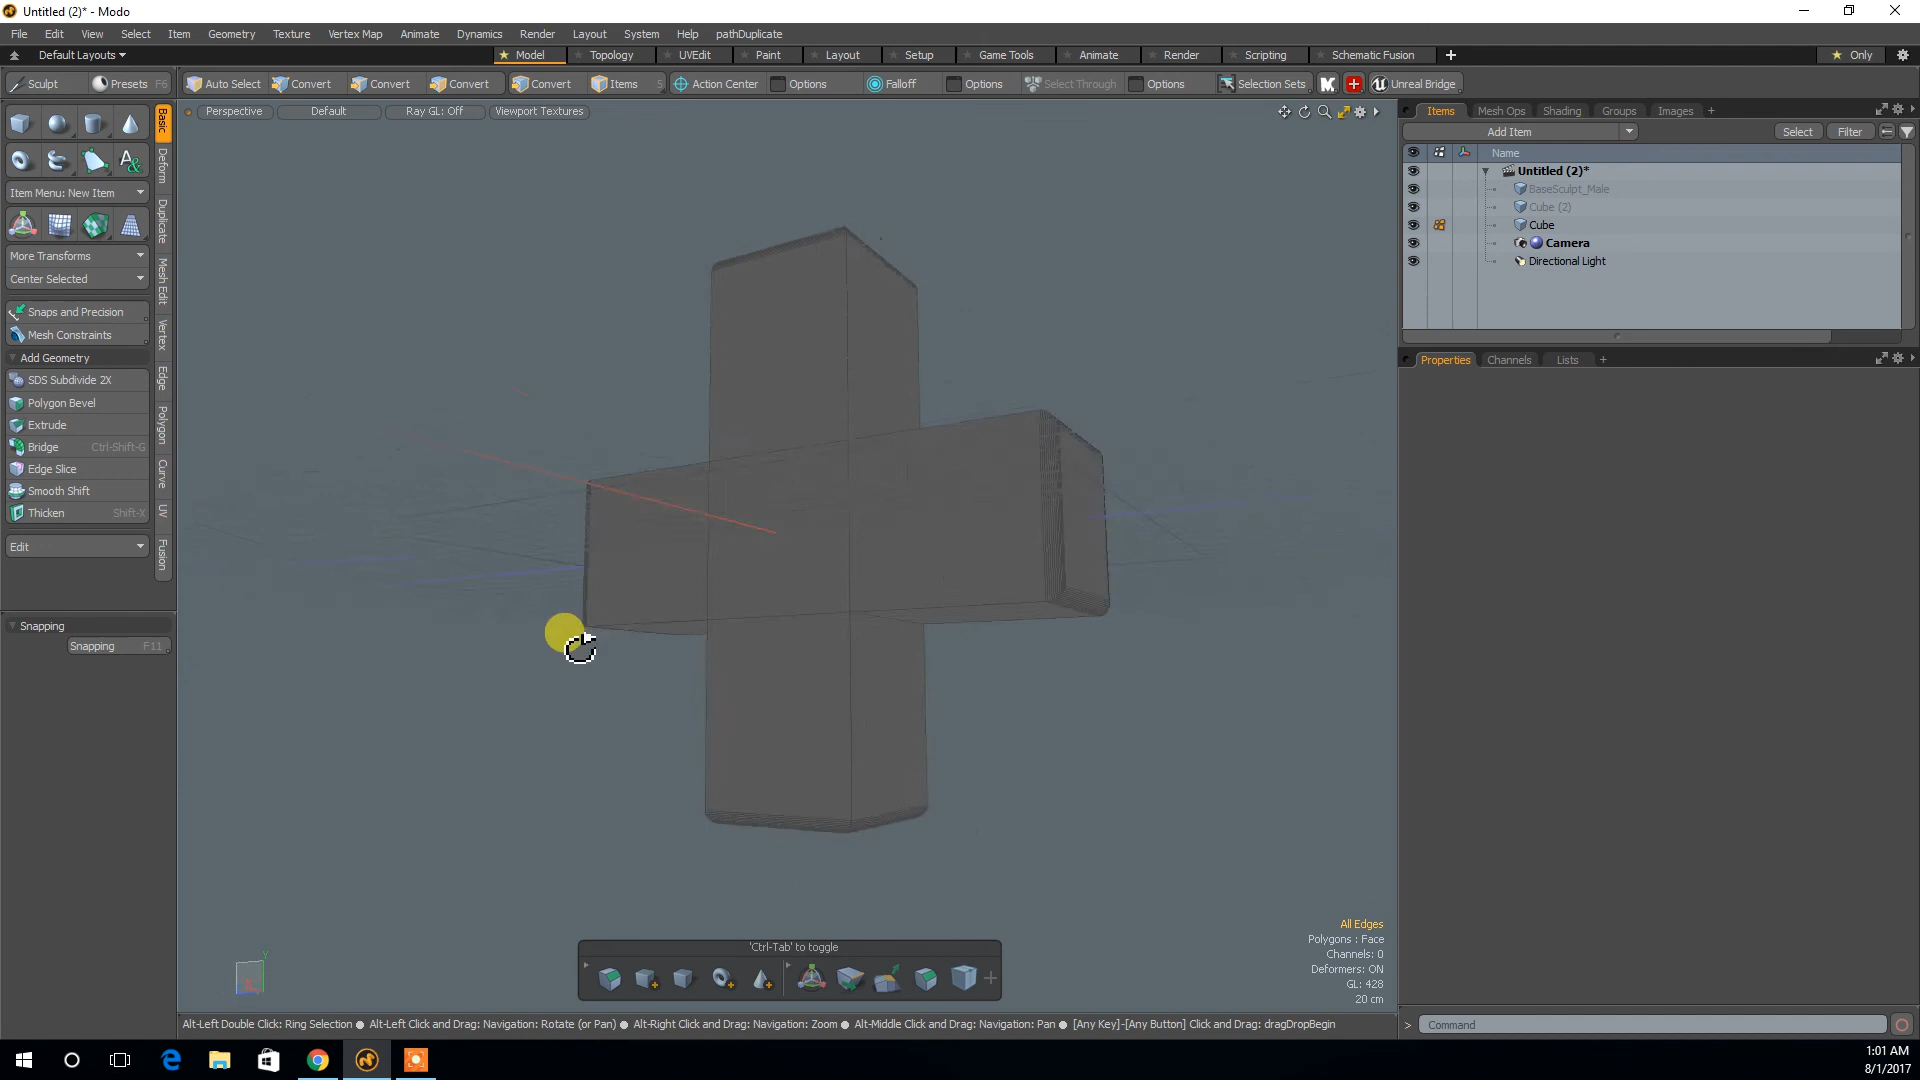 Untitled (2)* - Modo
File Edit View Select Item Geometry Texture Vertex Map Animate Dynamics Render Layout System Help pathDuplicate
Default Layouts Model Topology UVEdit Paint Layout Setup Game Tools Animate Render Scripting Schematic Fusion Only
Sculpt Presets F6 Auto Select Convert Convert Convert Convert Items 5 Action Center Options Falloff Options Select Through Options Selection Sets Unreal Bridge
Perspective Default Ray GL: Off Viewport Textures
Items Mesh Ops Shading Groups Images
Add Item Select Filter
Name
Untitled (2)*
BaseSculpt_Male
Cube (2)
Cube
Camera
Directional Light
Properties Channels Lists
Basic
Deform
Duplicate
Mesh Edit
Vertex
Edge
Polygon
Curve
UV
Fusion
Item Menu: New Item
More Transforms
Center Selected
Snaps and Precision
Mesh Constraints
Add Geometry
SDS Subdivide 2X
Polygon Bevel
Extrude
Bridge Ctrl-Shift-G
Edge Slice
Smooth Shift
Thicken Shift-X
Edit
Snapping
Snapping F11
All Edges
Polygons : Face
Channels: 0
Deformers: ON
GL: 428
20 cm
'Ctrl-Tab' to toggle
Alt-Left Double Click: Ring Selection ● Alt-Left Click and Drag: Navigation: Rotate (or Pan) ● Alt-Right Click and Drag: Navigation: Zoom ● Alt-Middle Click and Drag: Navigation: Pan ● [Any Key]-[Any Button] Click and Drag: dragDropBegin
> Command
1:01 AM
8/1/2017